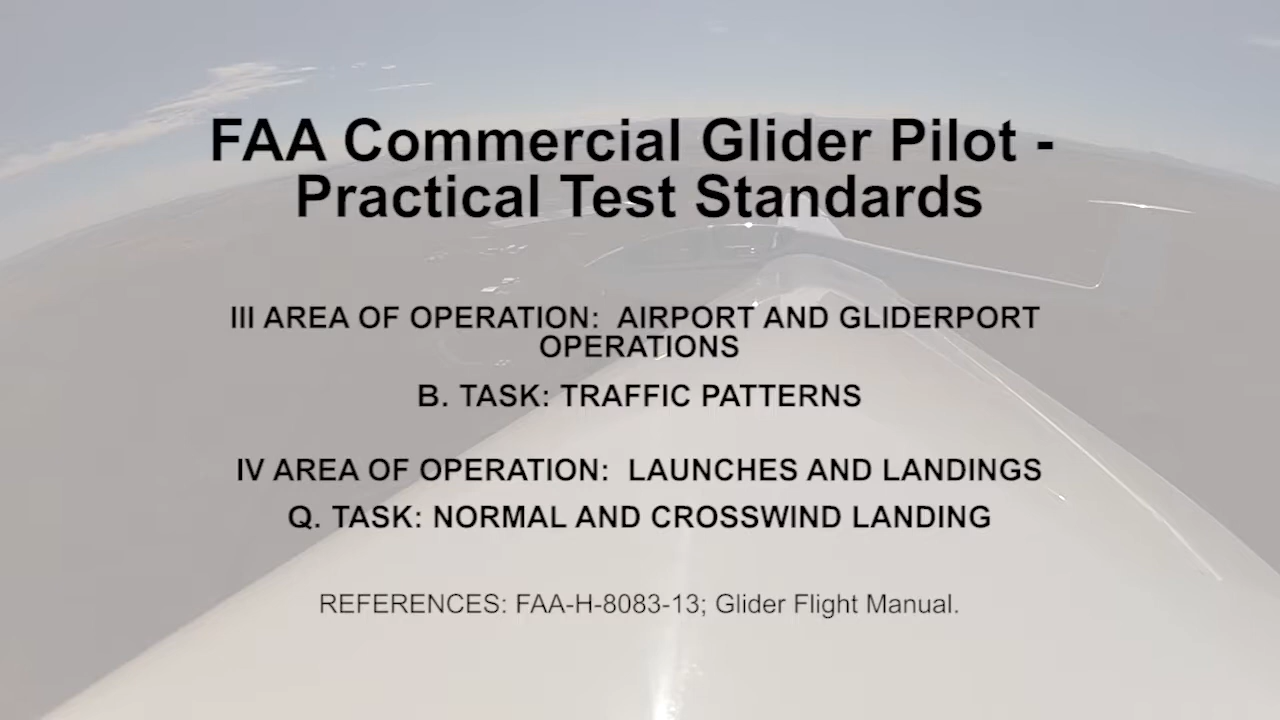 FAA Commercial Glider Pilot -
Practical Test Standards
III AREA OF OPERATION:  AIRPORT AND GLIDERPORT
OPERATIONS
B. TASK: TRAFFIC PATTERNS
IV AREA OF OPERATION:  LAUNCHES AND LANDINGS
Q. TASK: NORMAL AND CROSSWIND LANDING
REFERENCES: FAA-H-8083-13; Glider Flight Manual.